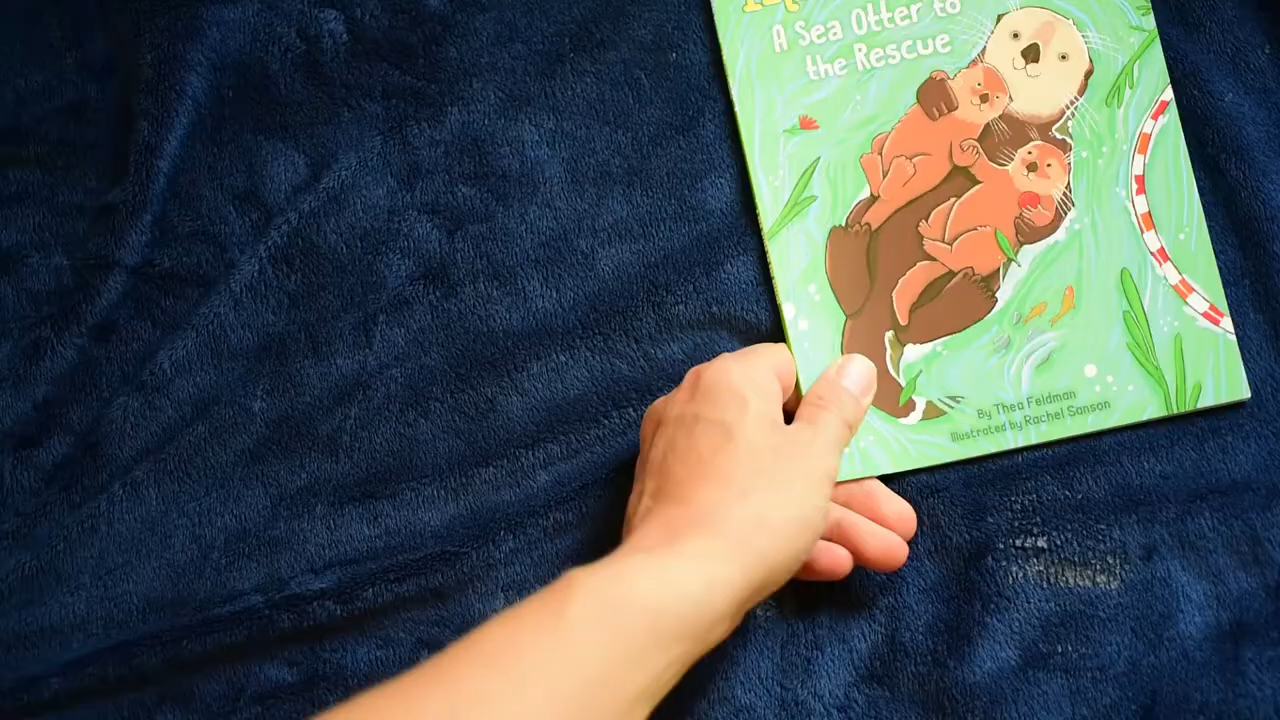 A Sea Otter to
the Rescue
By Thea Feldman
Illustrated by Rachel Sanson